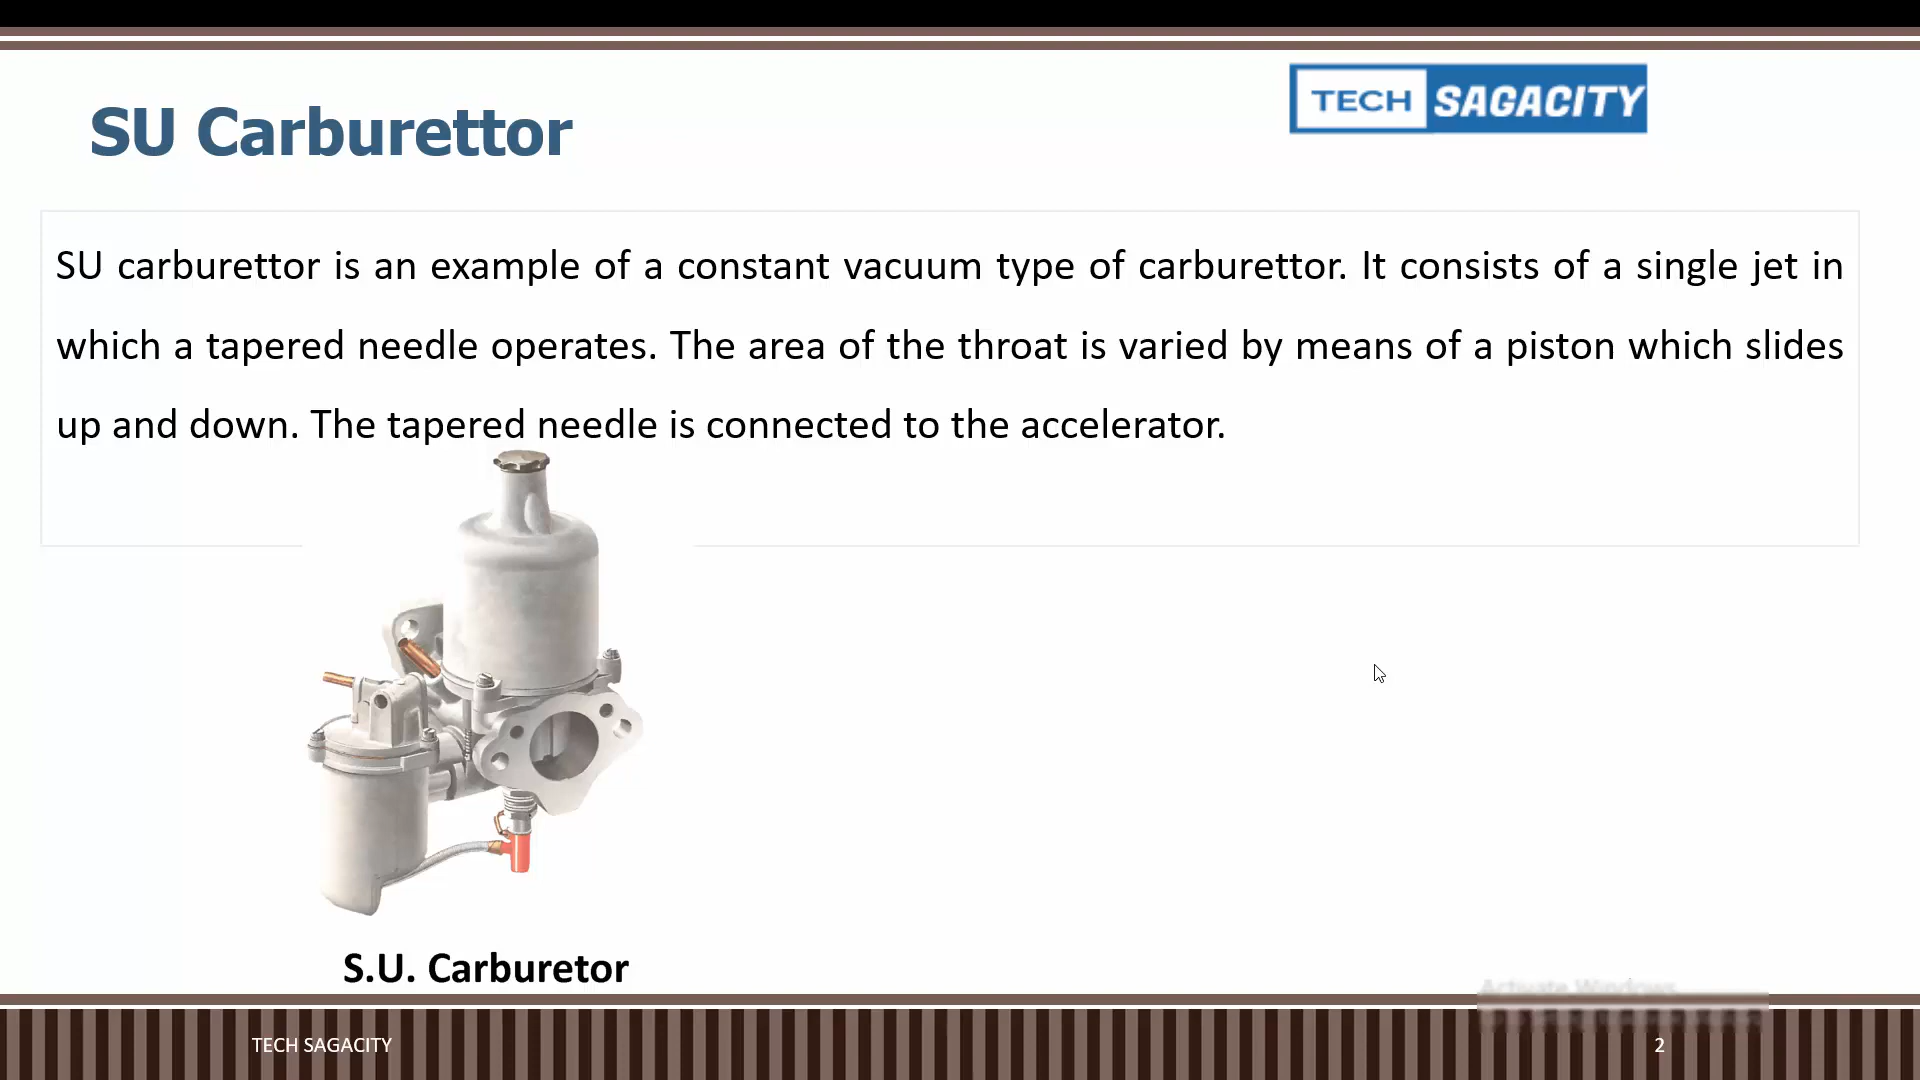 TECH SAGACITY
SU Carburettor
SU carburettor is an example of a constant vacuum type of carburettor. It consists of a single jet in
which a tapered needle operates. The area of the throat is varied by means of a piston which slides
up and down. The tapered needle is connected to the accelerator.
S.U. Carburetor
Activate Windows
TECH SAGACITY
2